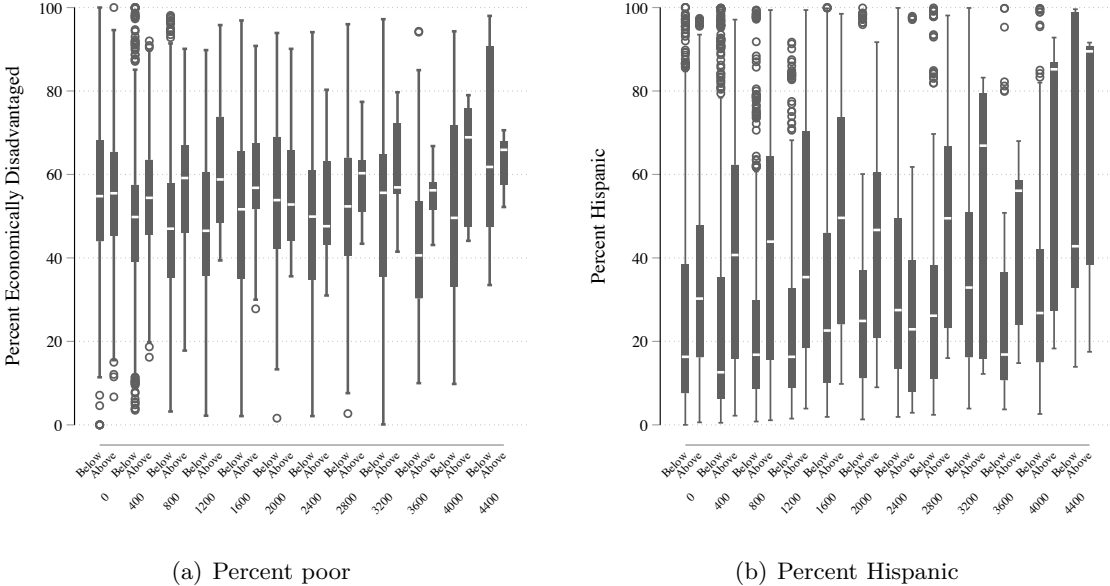 100
80
60
40
20
0
Percent Economically Disadvantaged
Below Above Below Above Below Above Below Above Below Above Below Above Below Above Below Above Below Above Below Above Below Above Below Above
0 400 800 1200 1600 2000 2400 2800 3200 3600 4000 4400
(a) Percent poor
100
80
60
40
20
0
Percent Hispanic
Below Above Below Above Below Above Below Above Below Above Below Above Below Above Below Above Below Above Below Above Below Above Below Above
0 400 800 1200 1600 2000 2400 2800 3200 3600 4000 4400
(b) Percent Hispanic